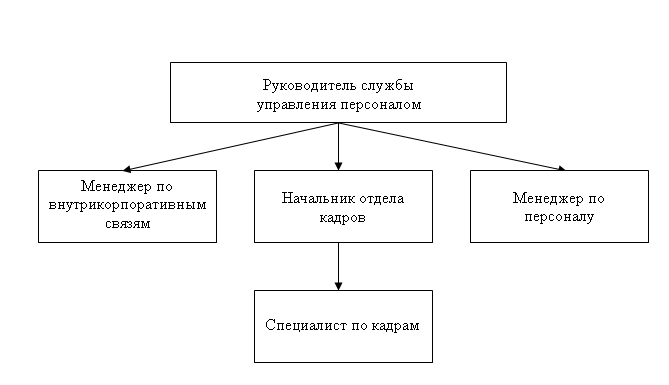 Руководитель службы
управления персоналом
Менеджер по
внутрикорпоративным
связям
Начальник отдела
кадров
Менеджер по
персоналу
Специалист по кадрам